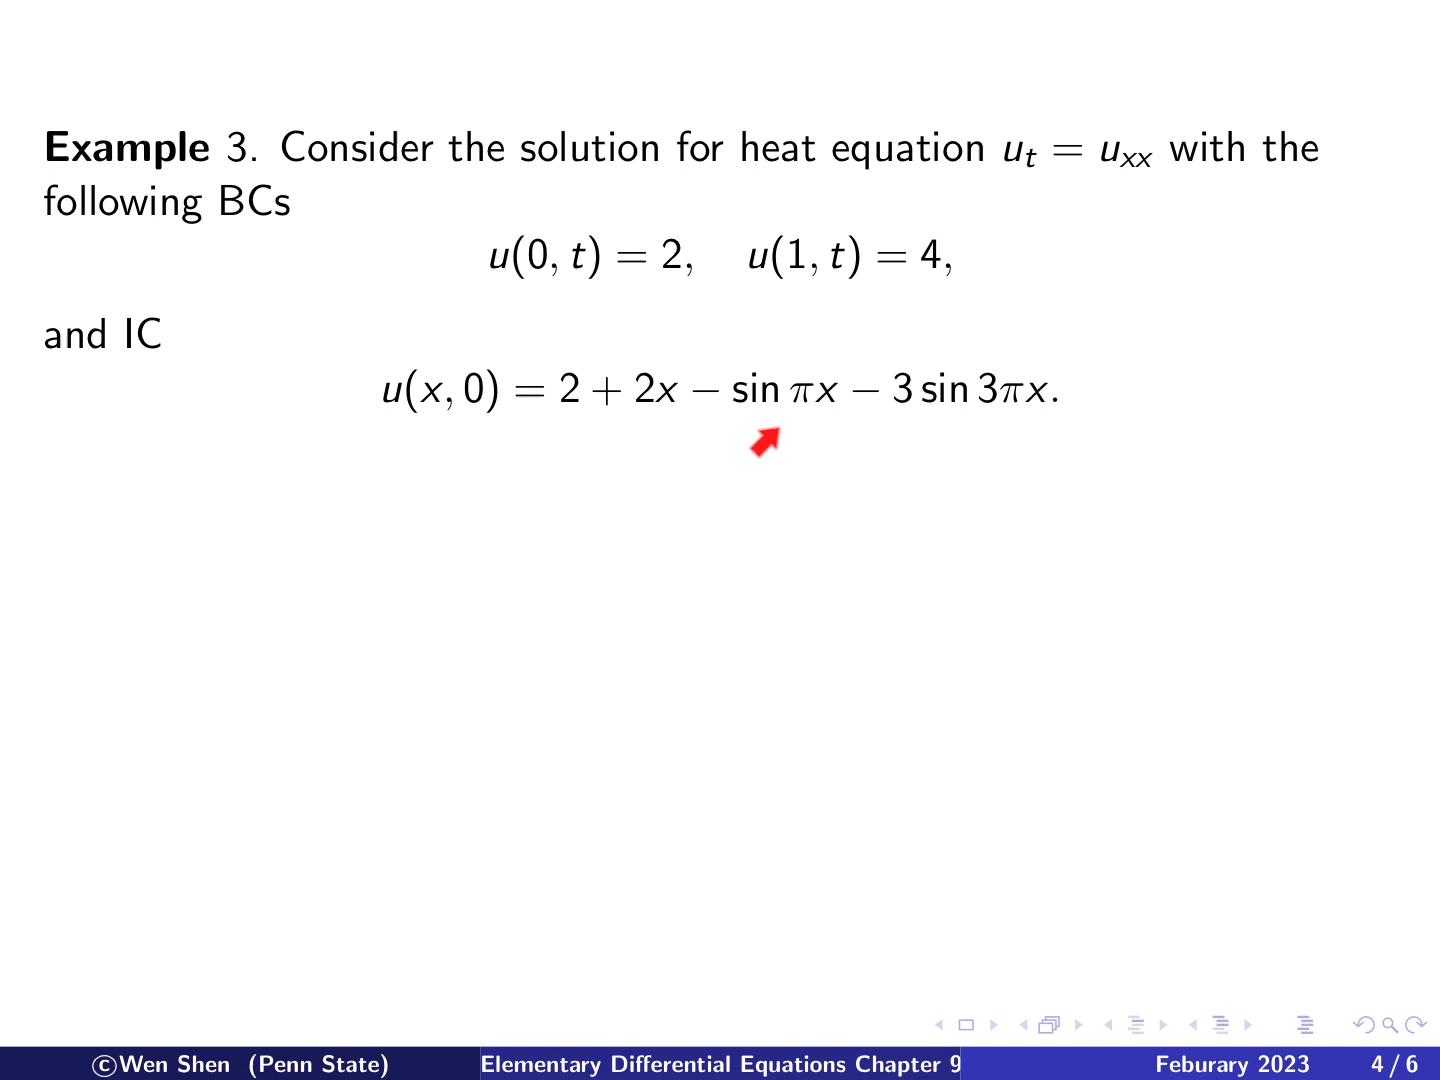 Example 3. Consider the solution for heat equation u_t = u_xx with the
following BCs
u(0, t) = 2, u(1, t) = 4,
and IC
u(x, 0) = 2 + 2x − sin πx − 3 sin 3πx.
©Wen Shen (Penn State) Elementary Differential Equations Chapter 9 Feburary 2023 4 / 6